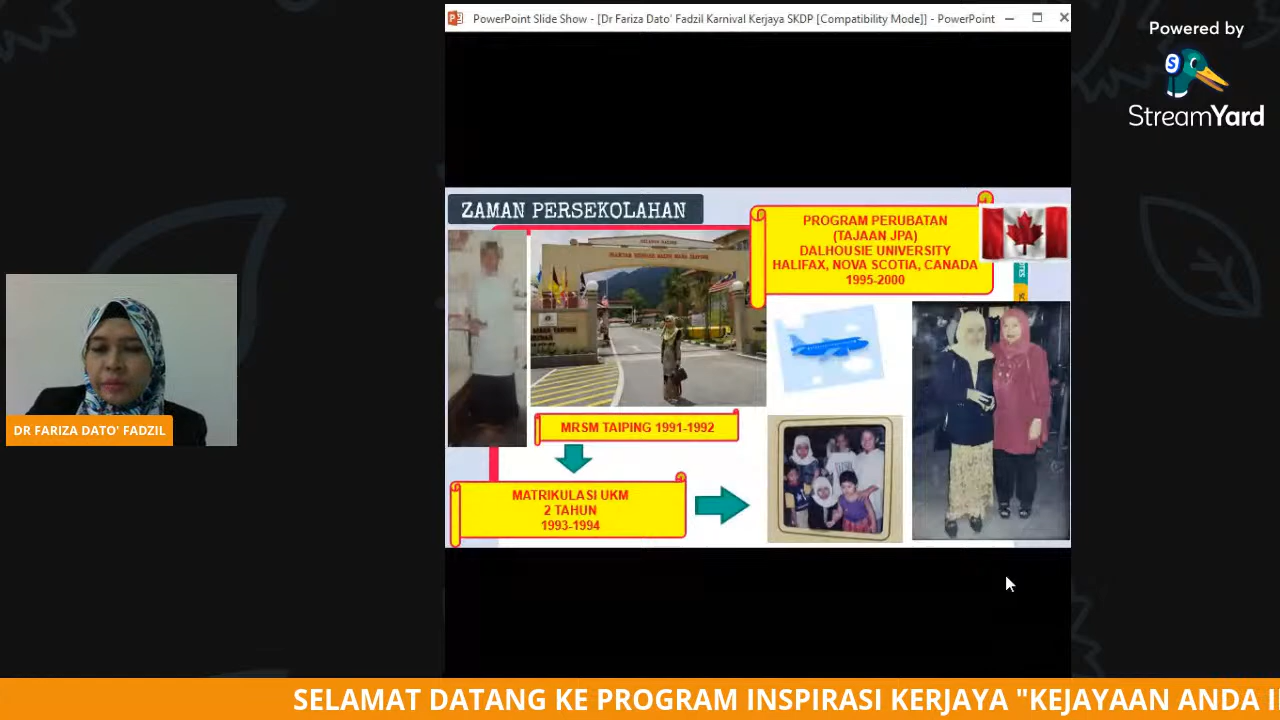 PowerPoint Slide Show - [Dr Fariza Dato' Fadzil Karnival Kerjaya SKDP [Compatibility Mode]] - PowerPoint
Powered by
StreamYard
ZAMAN PERSEKOLAHAN
PROGRAM PERUBATAN
(TAJAAN JPA)
DALHOUSIE UNIVERSITY
HALIFAX, NOVA SCOTIA, CANADA
1995-2000
MRSM TAIPING 1991-1992
MATRIKULASI UKM
2 TAHUN
1993-1994
DR FARIZA DATO' FADZIL
SELAMAT DATANG KE PROGRAM INSPIRASI KERJAYA "KEJAYAAN ANDA